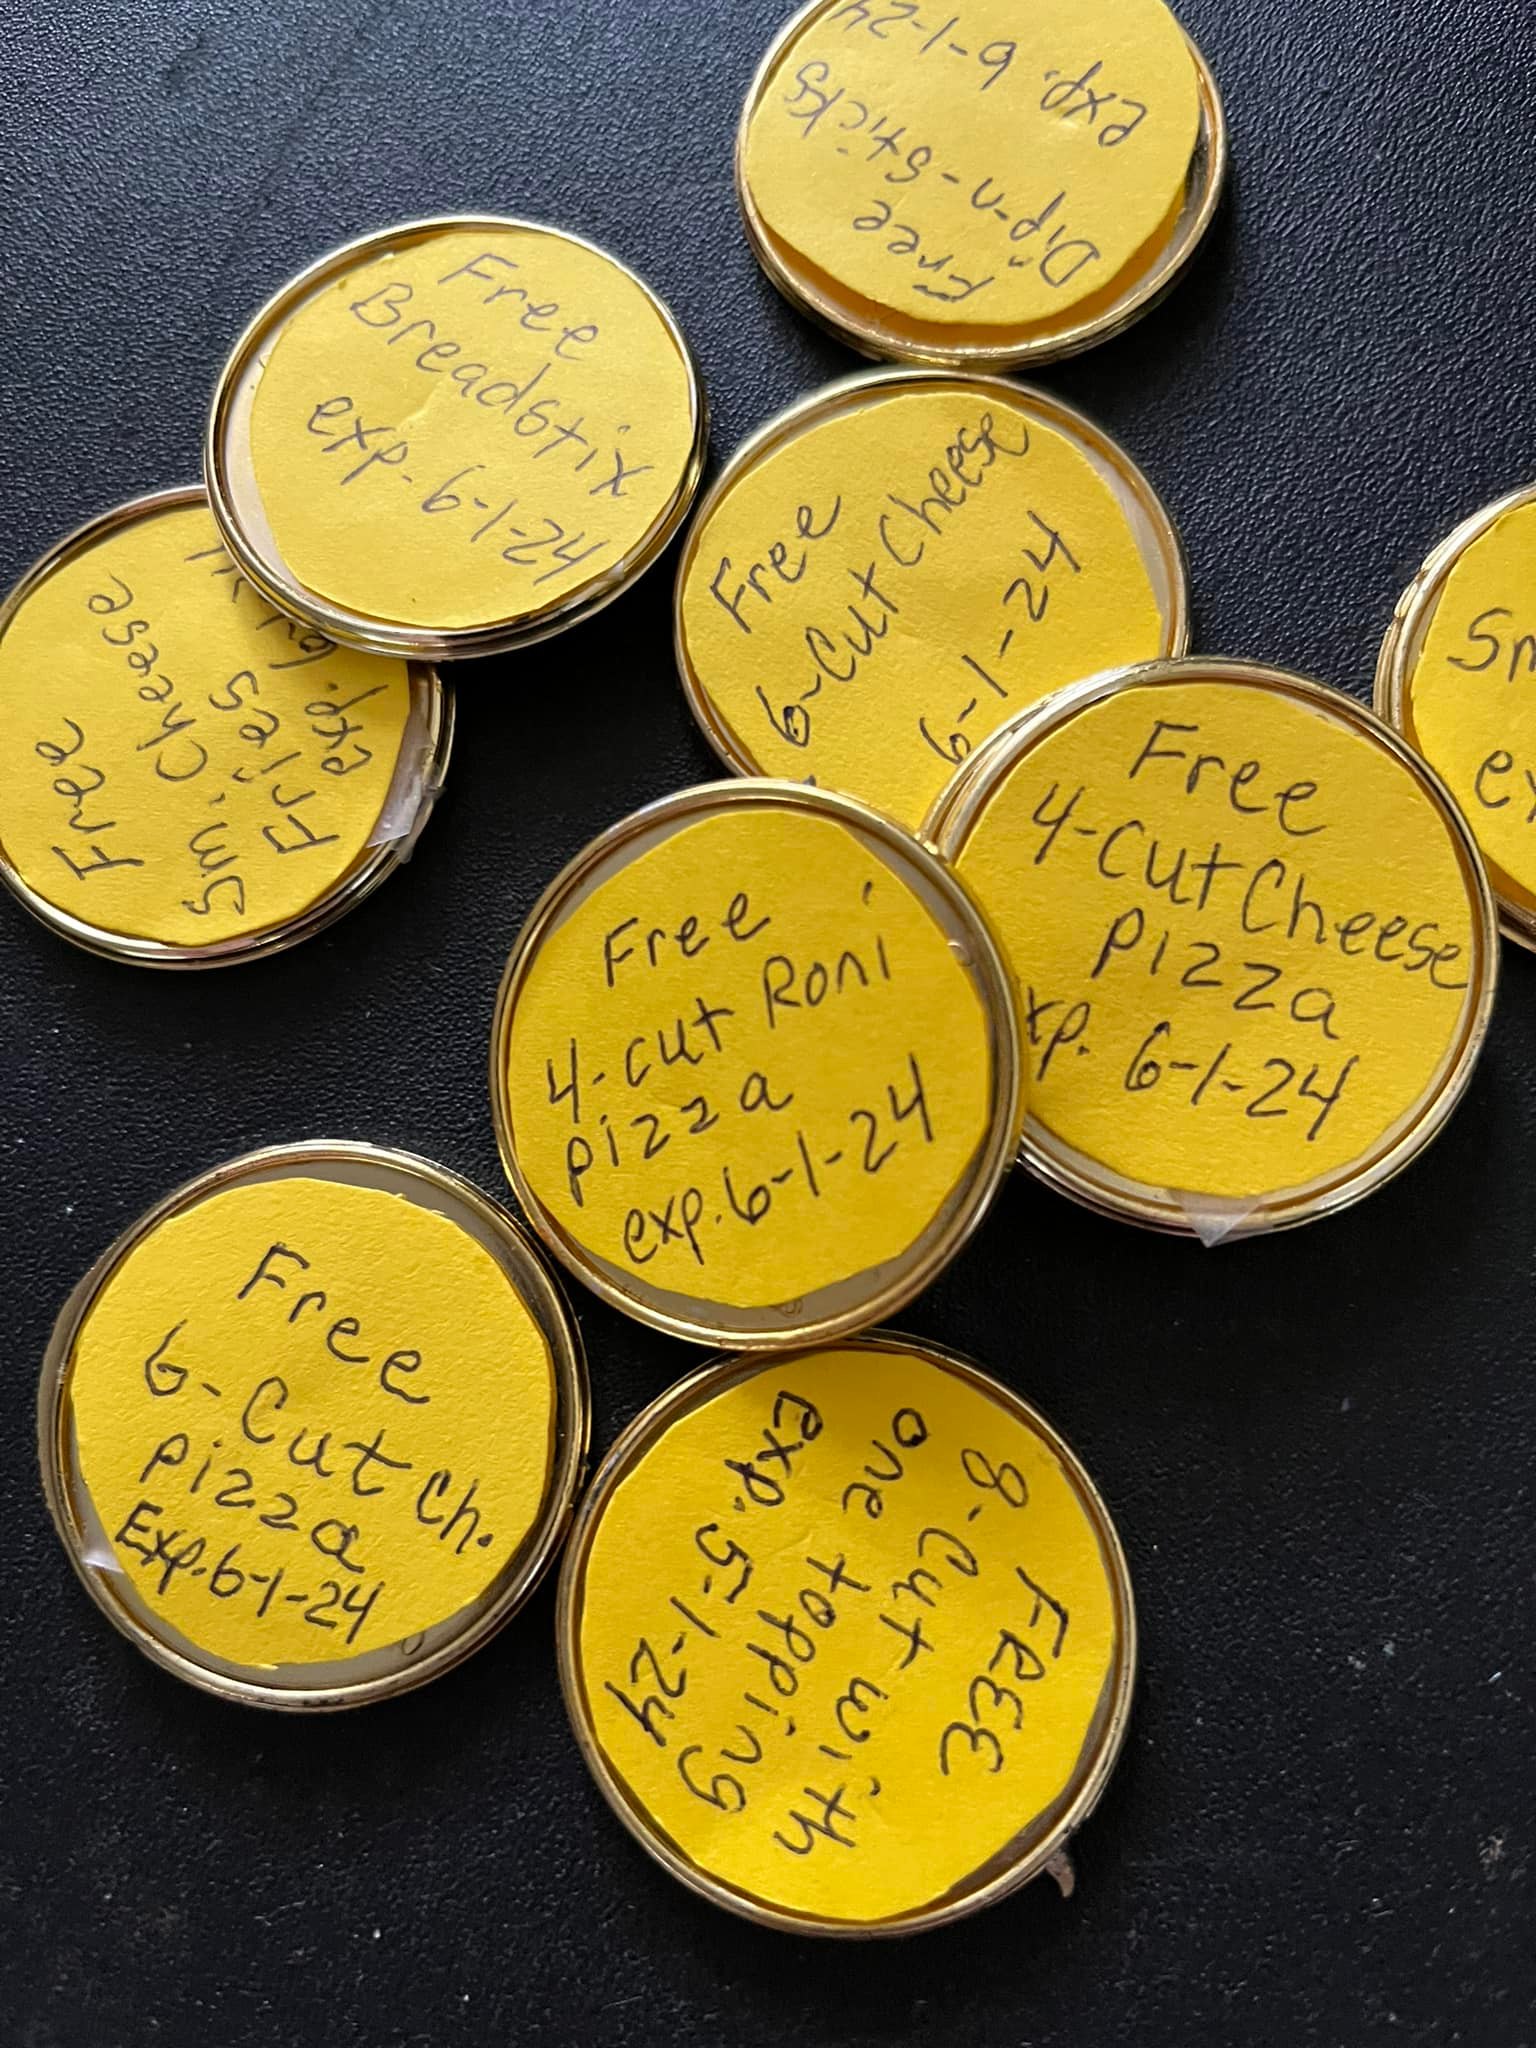 Free
Dip-n-Sticks
exp. 6-1-24
Free
Breadstix
exp. 6-1-24
Free
Sm. Cheese
Fries
exp.
Free
6-Cut Cheese
6-1-24
Free
4-Cut Cheese
Pizza
xp. 6-1-24
Sm
ex
Free
4-cut Roni
pizza
exp. 6-1-24
Free
6-Cut Ch.
pizza
Exp. 6-1-24
FREE
8-Cut with
one topping
exp. 5-1-24